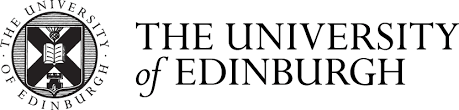 · THE UNIVERSITY ·
OF EDINBURGH
THE UNIVERSITY
of EDINBURGH